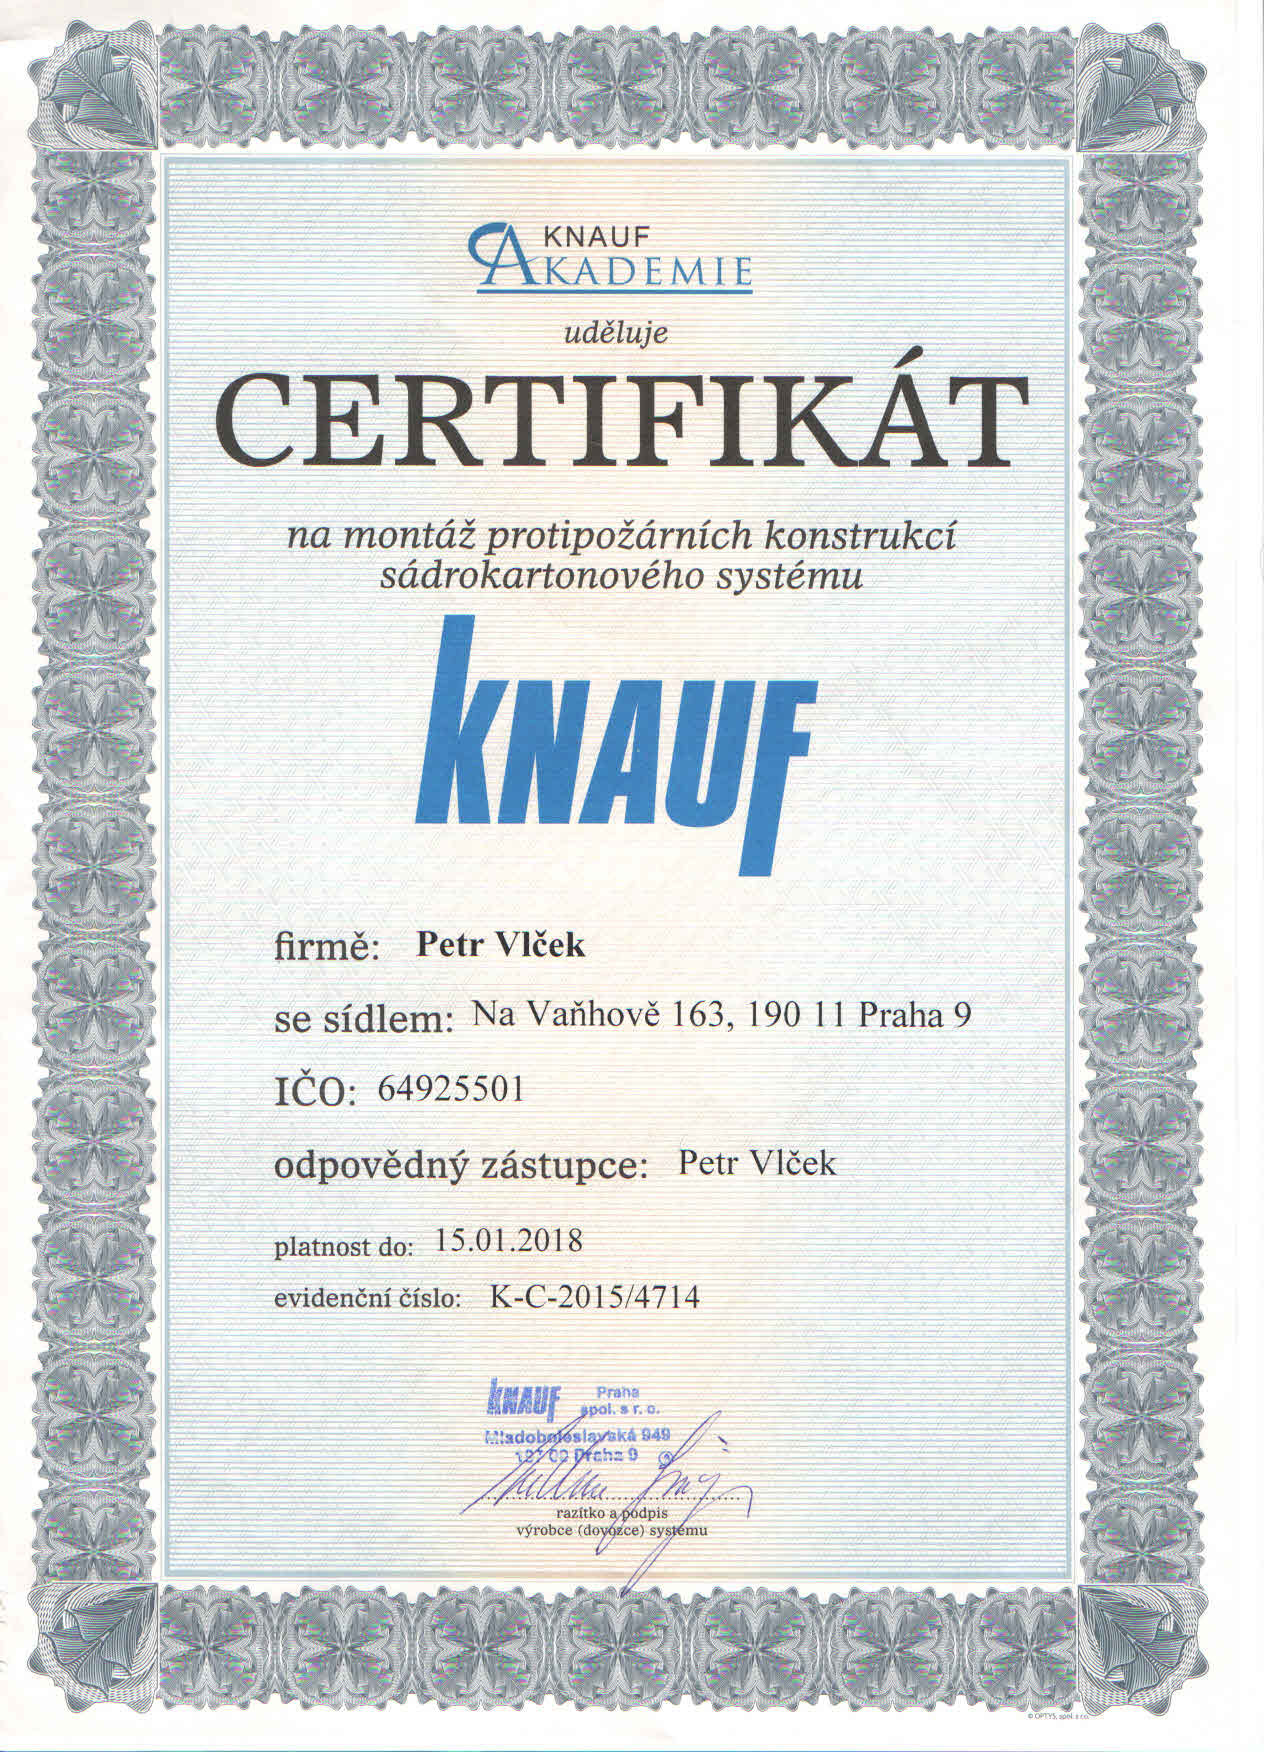 KNAUF
AKADEMIE
uděluje
CERTIFIKÁT
na montáž protipožárních konstrukcí
sádrokartonového systému
KNAUF
firmě: Petr Vlček
se sídlem: Na Vaňhově 163, 190 11 Praha 9
IČO: 64925501
odpovědný zástupce: Petr Vlček
platnost do: 15.01.2018
evidenční číslo: K-C-2015/4714
KNAUF Praha
spol. s r. o.
Mladoboleslavská 949
Praha 9
razítko a podpis
výrobce (dovozce) systému
© OPTYS, spol. s r.o.